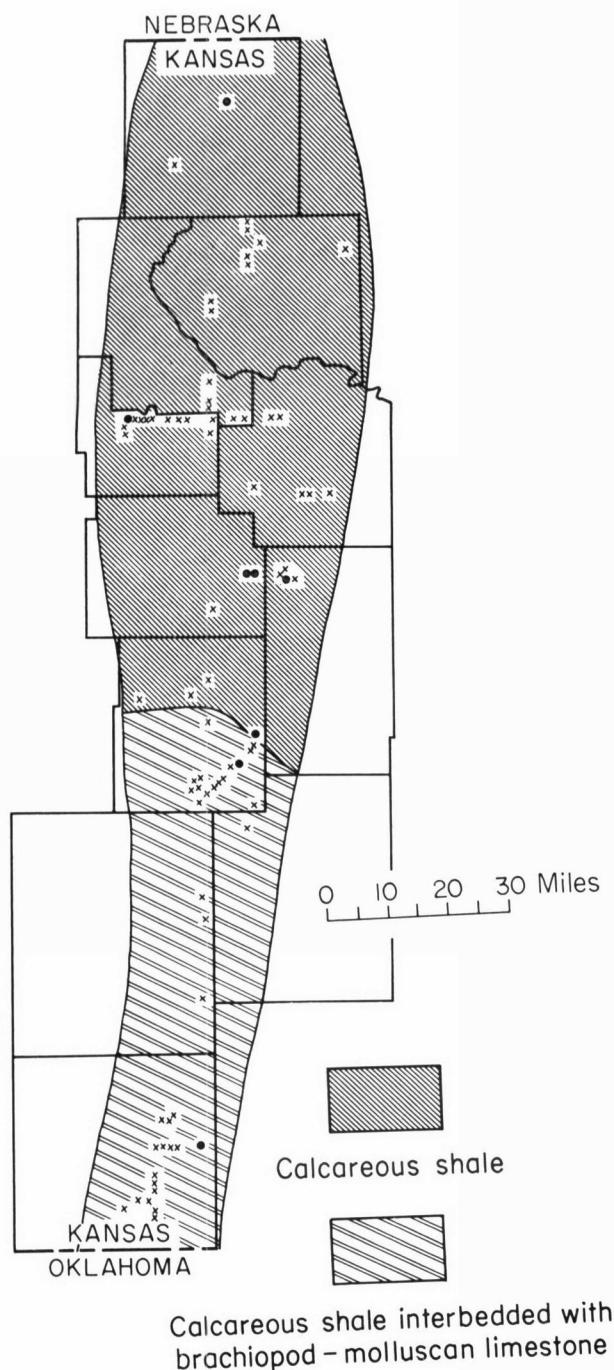 NEBRASKA
KANSAS
0 10 20 30 Miles
Calcareous shale
KANSAS
OKLAHOMA
Calcareous shale interbedded with
brachiopod – molluscan limestone